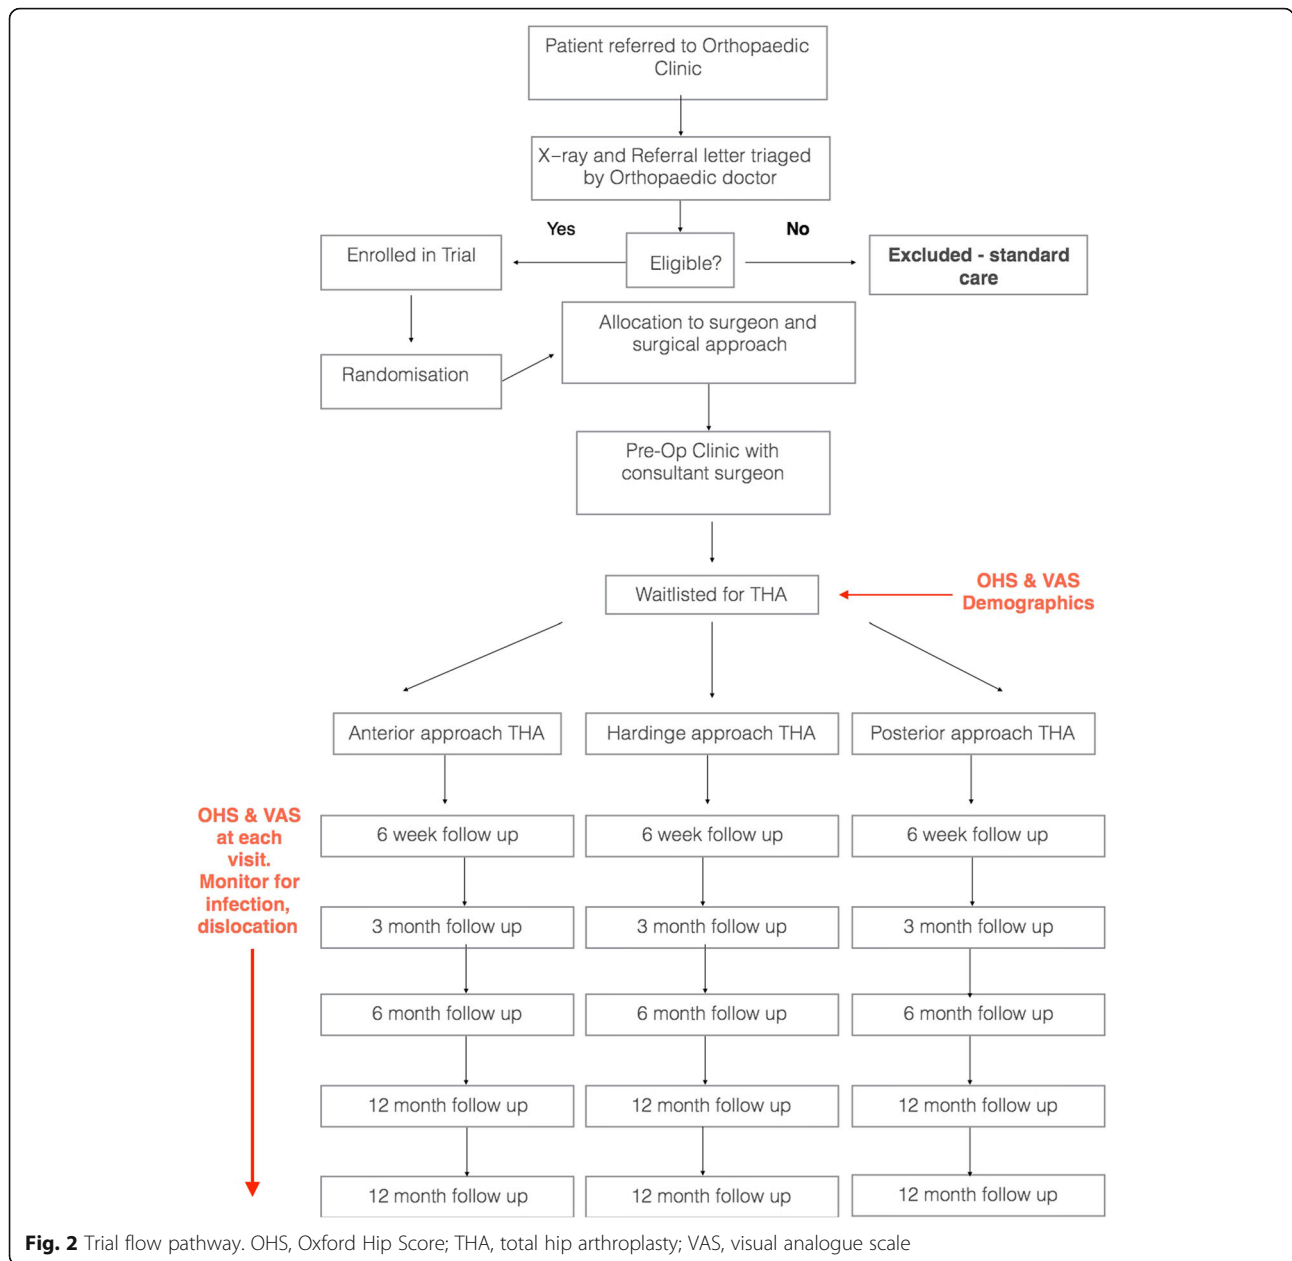 Patient referred to Orthopaedic
Clinic
X–ray and Referral letter triaged
by Orthopaedic doctor
Yes
No
Enrolled in Trial
Eligible?
Excluded - standard
care
Allocation to surgeon and
surgical approach
Randomisation
Pre-Op Clinic with
consultant surgeon
Waitlisted for THA
OHS & VAS
Demographics
Anterior approach THA
Hardinge approach THA
Posterior approach THA
OHS & VAS
at each
visit.
Monitor for
infection,
dislocation
6 week follow up
6 week follow up
6 week follow up
3 month follow up
3 month follow up
3 month follow up
6 month follow up
6 month follow up
6 month follow up
12 month follow up
12 month follow up
12 month follow up
12 month follow up
12 month follow up
12 month follow up
Fig. 2 Trial flow pathway. OHS, Oxford Hip Score; THA, total hip arthroplasty; VAS, visual analogue scale